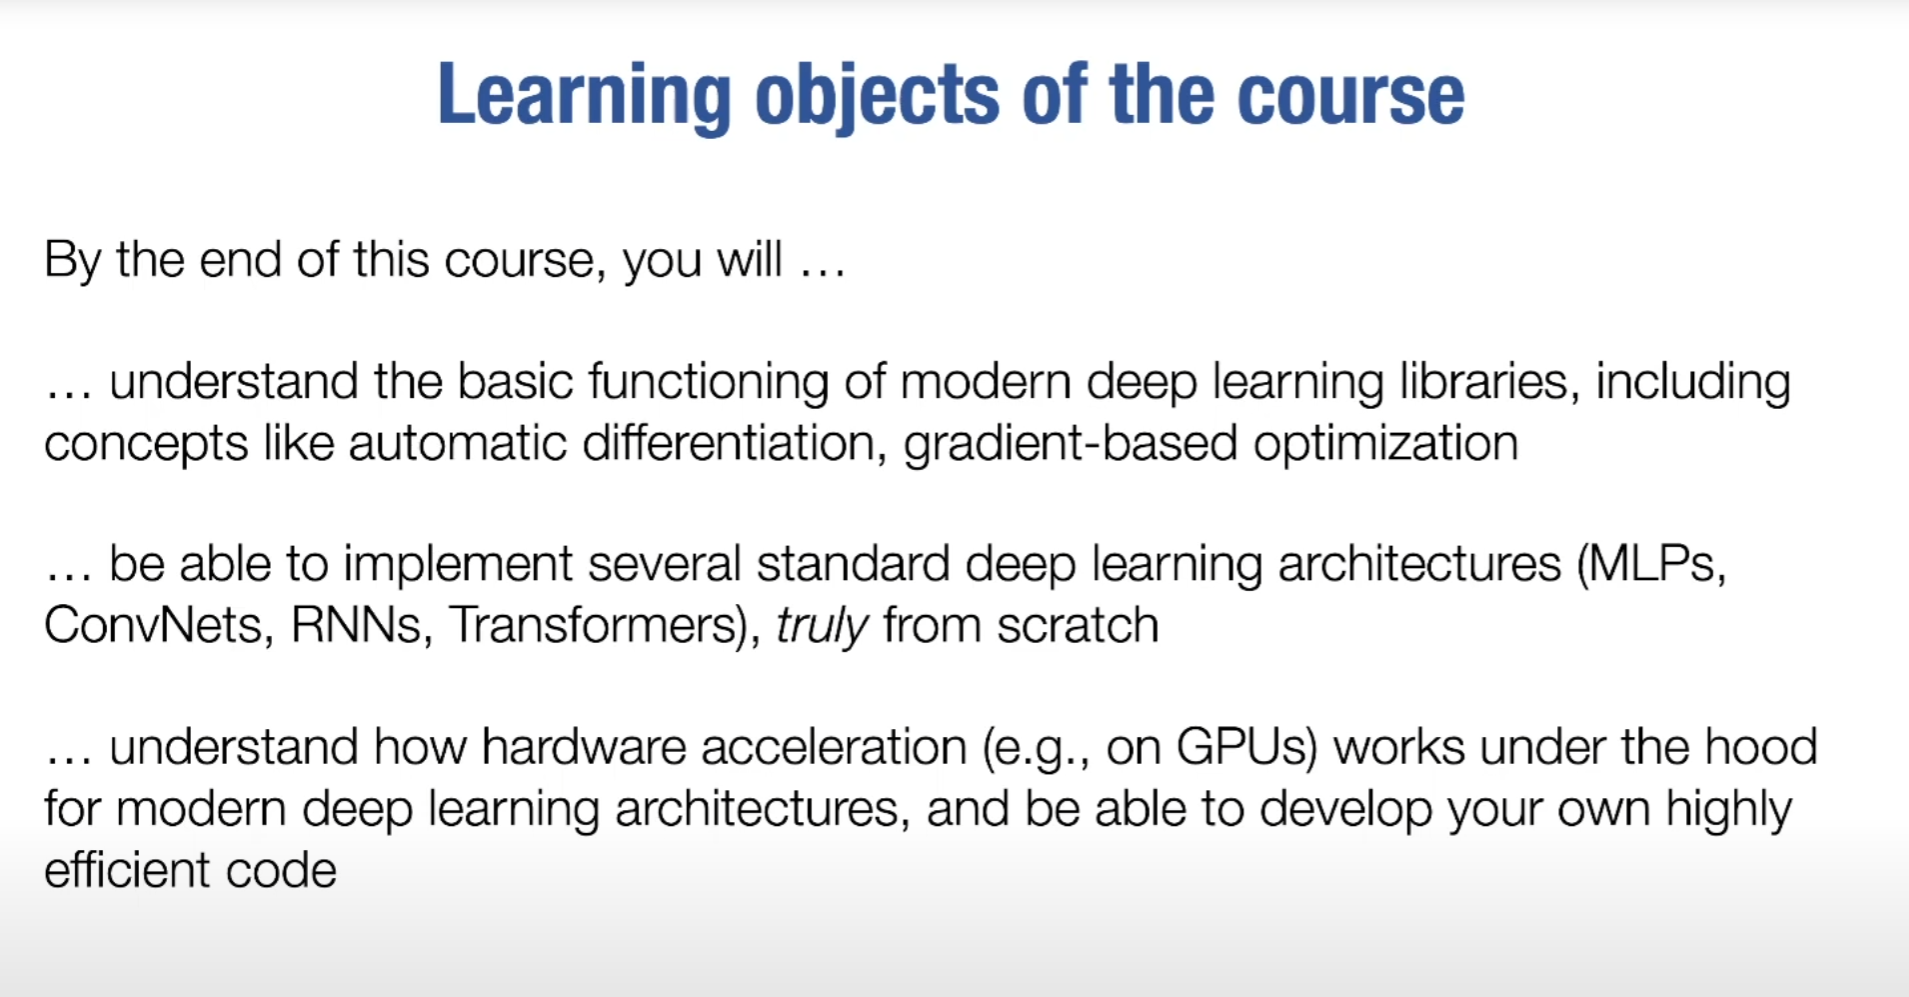 Learning objects of the course
By the end of this course, you will …
… understand the basic functioning of modern deep learning libraries, including
concepts like automatic differentiation, gradient-based optimization
… be able to implement several standard deep learning architectures (MLPs,
ConvNets, RNNs, Transformers), truly from scratch
… understand how hardware acceleration (e.g., on GPUs) works under the hood
for modern deep learning architectures, and be able to develop your own highly
efficient code